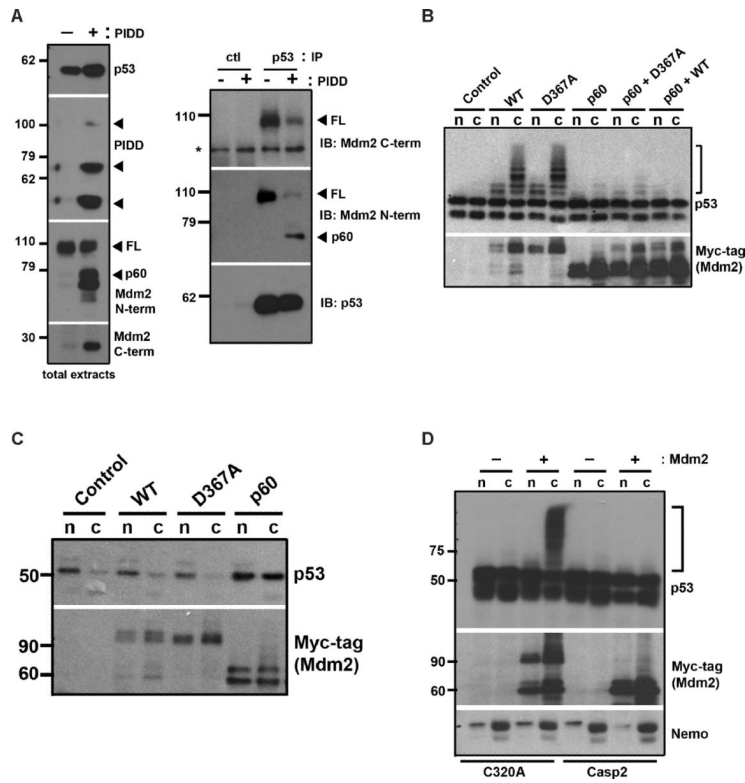 A
− + : PIDD
62
p53
100
PIDD
79
62
110
FL
79
p60
Mdm2
N-term
30
Mdm2
C-term
total extracts
ctl p53 : IP
- + - + : PIDD
110
FL
*
IB: Mdm2 C-term
110
FL
IB: Mdm2 N-term
79
p60
62
IB: p53
B
Control WT D367A p60 p60 + D367A p60 + WT
n c n c n c n c n c n c
p53
Myc-tag
(Mdm2)
C
Control WT D367A p60
n c n c n c n c
50
p53
90
Myc-tag
(Mdm2)
60
D
− + − + : Mdm2
n c n c n c n c
75
50
p53
90
Myc-tag
(Mdm2)
60
Nemo
C320A Casp2